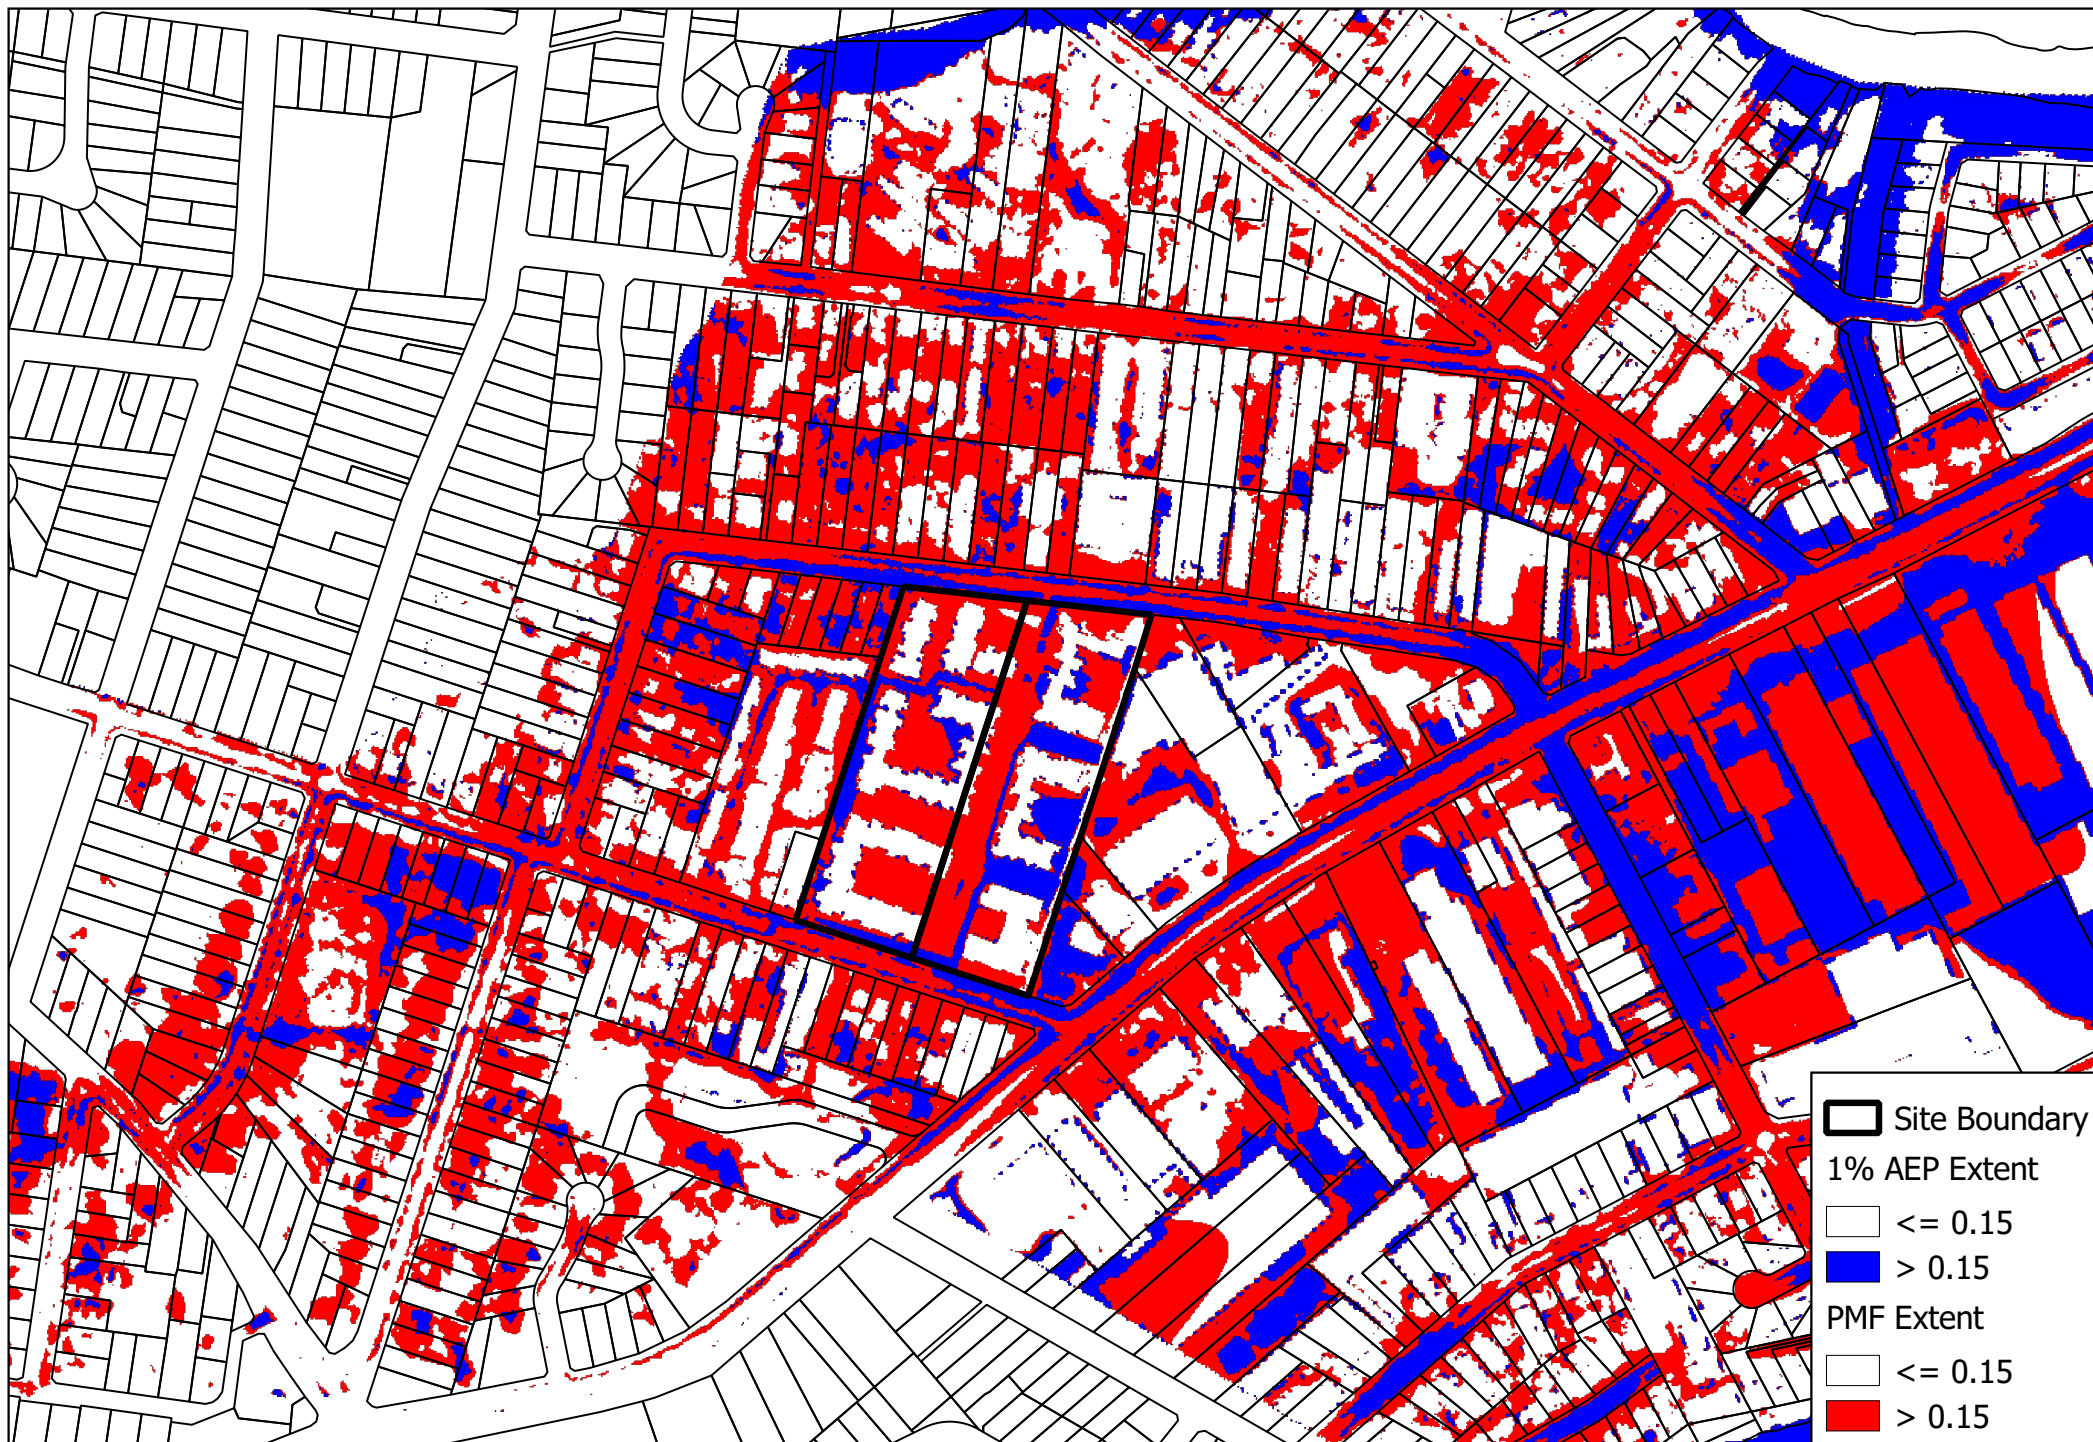 Site Boundary
1% AEP Extent
<= 0.15
> 0.15
PMF Extent
<= 0.15
> 0.15